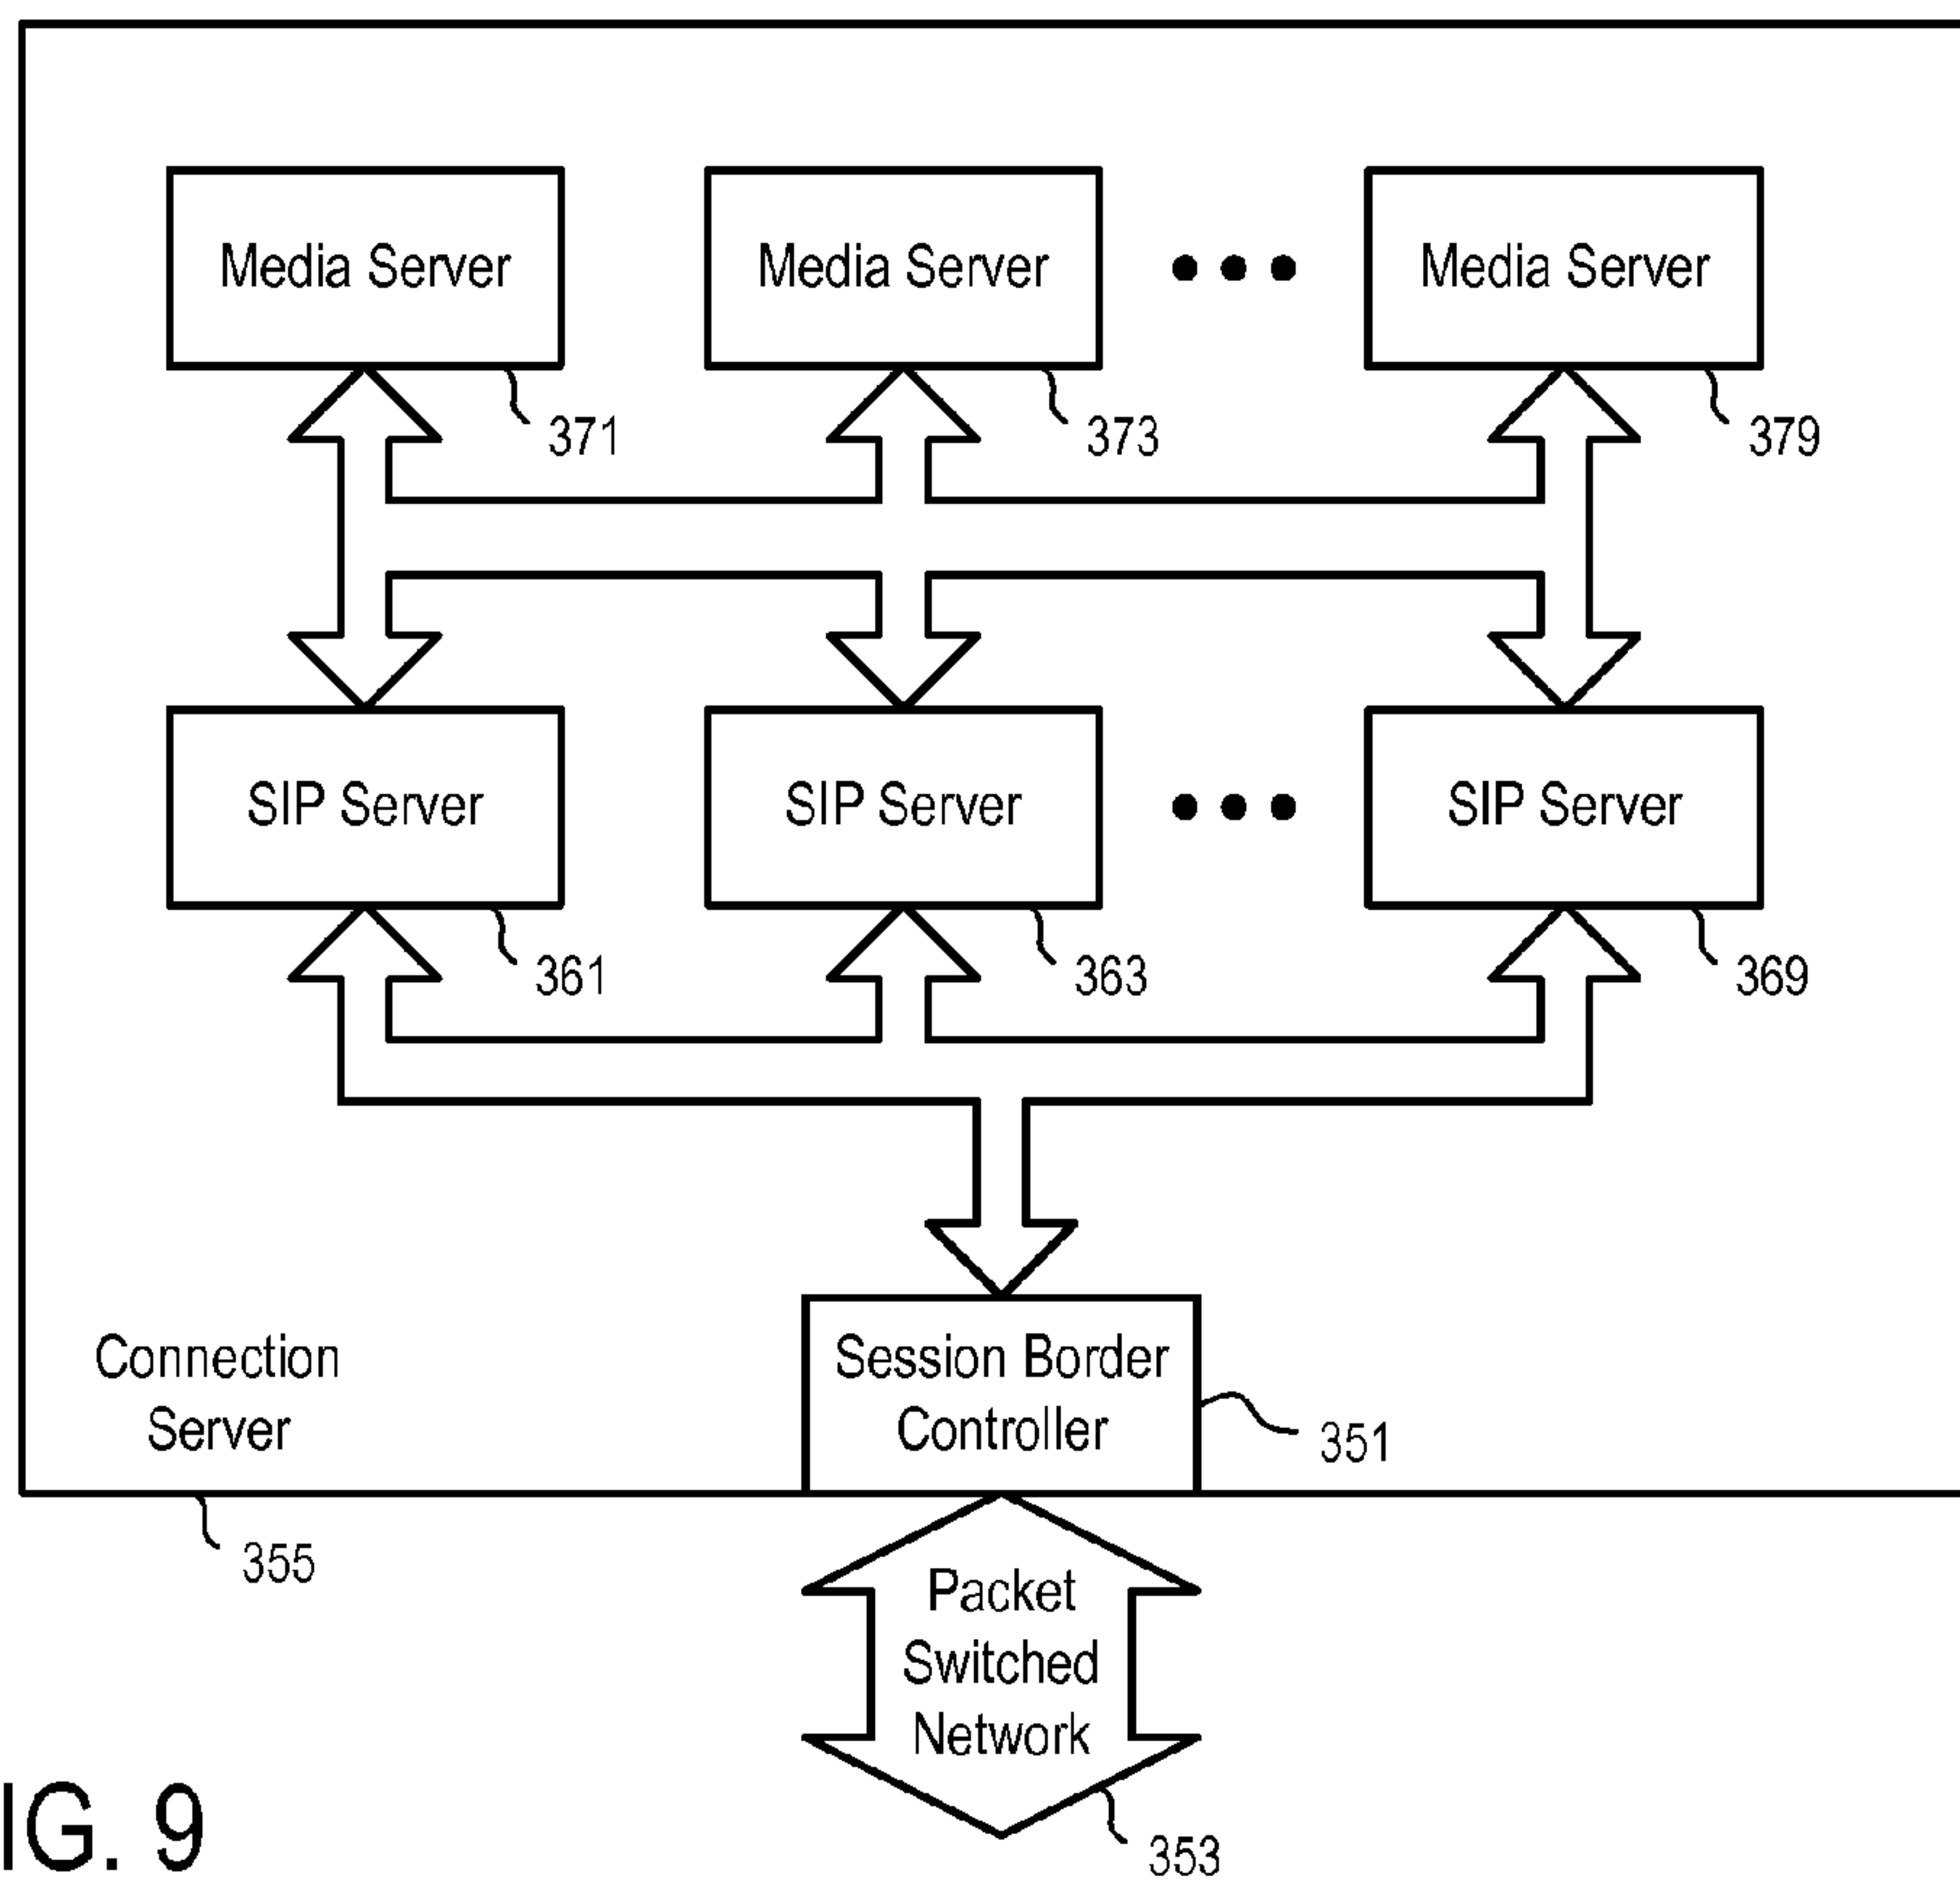 Media Server
Media Server
Media Server
371
373
379
SIP Server
SIP Server
SIP Server
361
363
369
Connection
Server
Session Border
Controller
351
355
Packet
Switched
Network
353
IG. 9